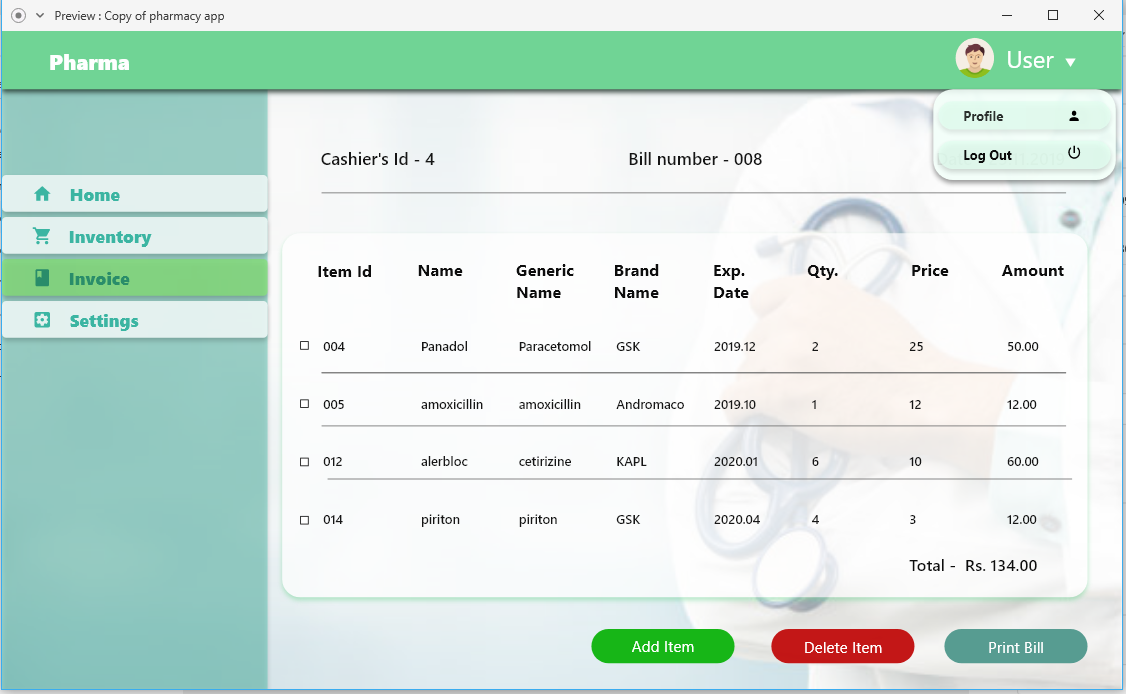 Preview : Copy of pharmacy app
Pharma
User
Profile
Log Out
Cashier's Id - 4
Bill number - 008
Home
Inventory
Invoice
Settings
Item Id Name Generic Name Brand Name Exp. Date Qty. Price Amount
004 Panadol Paracetomol GSK 2019.12 2 25 50.00
005 amoxicillin amoxicillin Andromaco 2019.10 1 12 12.00
012 alerbloc cetirizine KAPL 2020.01 6 10 60.00
014 piriton piriton GSK 2020.04 4 3 12.00
Total - Rs. 134.00
Add Item
Delete Item
Print Bill